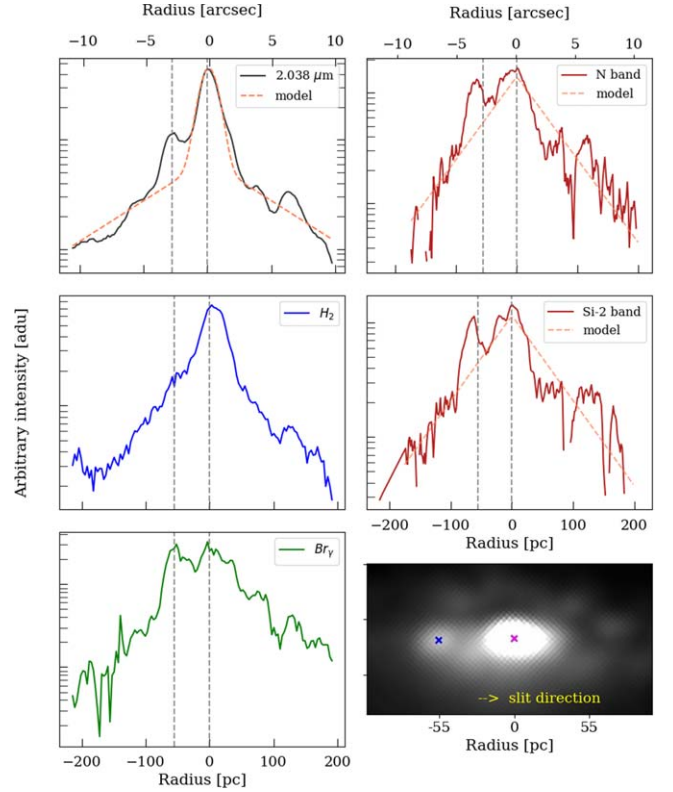 Radius [arcsec]
Radius [arcsec]
−10 −5 0 5 10
−10 −5 0 5 10
2.038 μm
model
N band
model
H₂
Si-2 band
model
Arbitrary intensity [adu]
−200 −100 0 100 200
Radius [pc]
Brγ
--> slit direction
−200 −100 0 100 200
Radius [pc]
-55 0 55
Radius [pc]